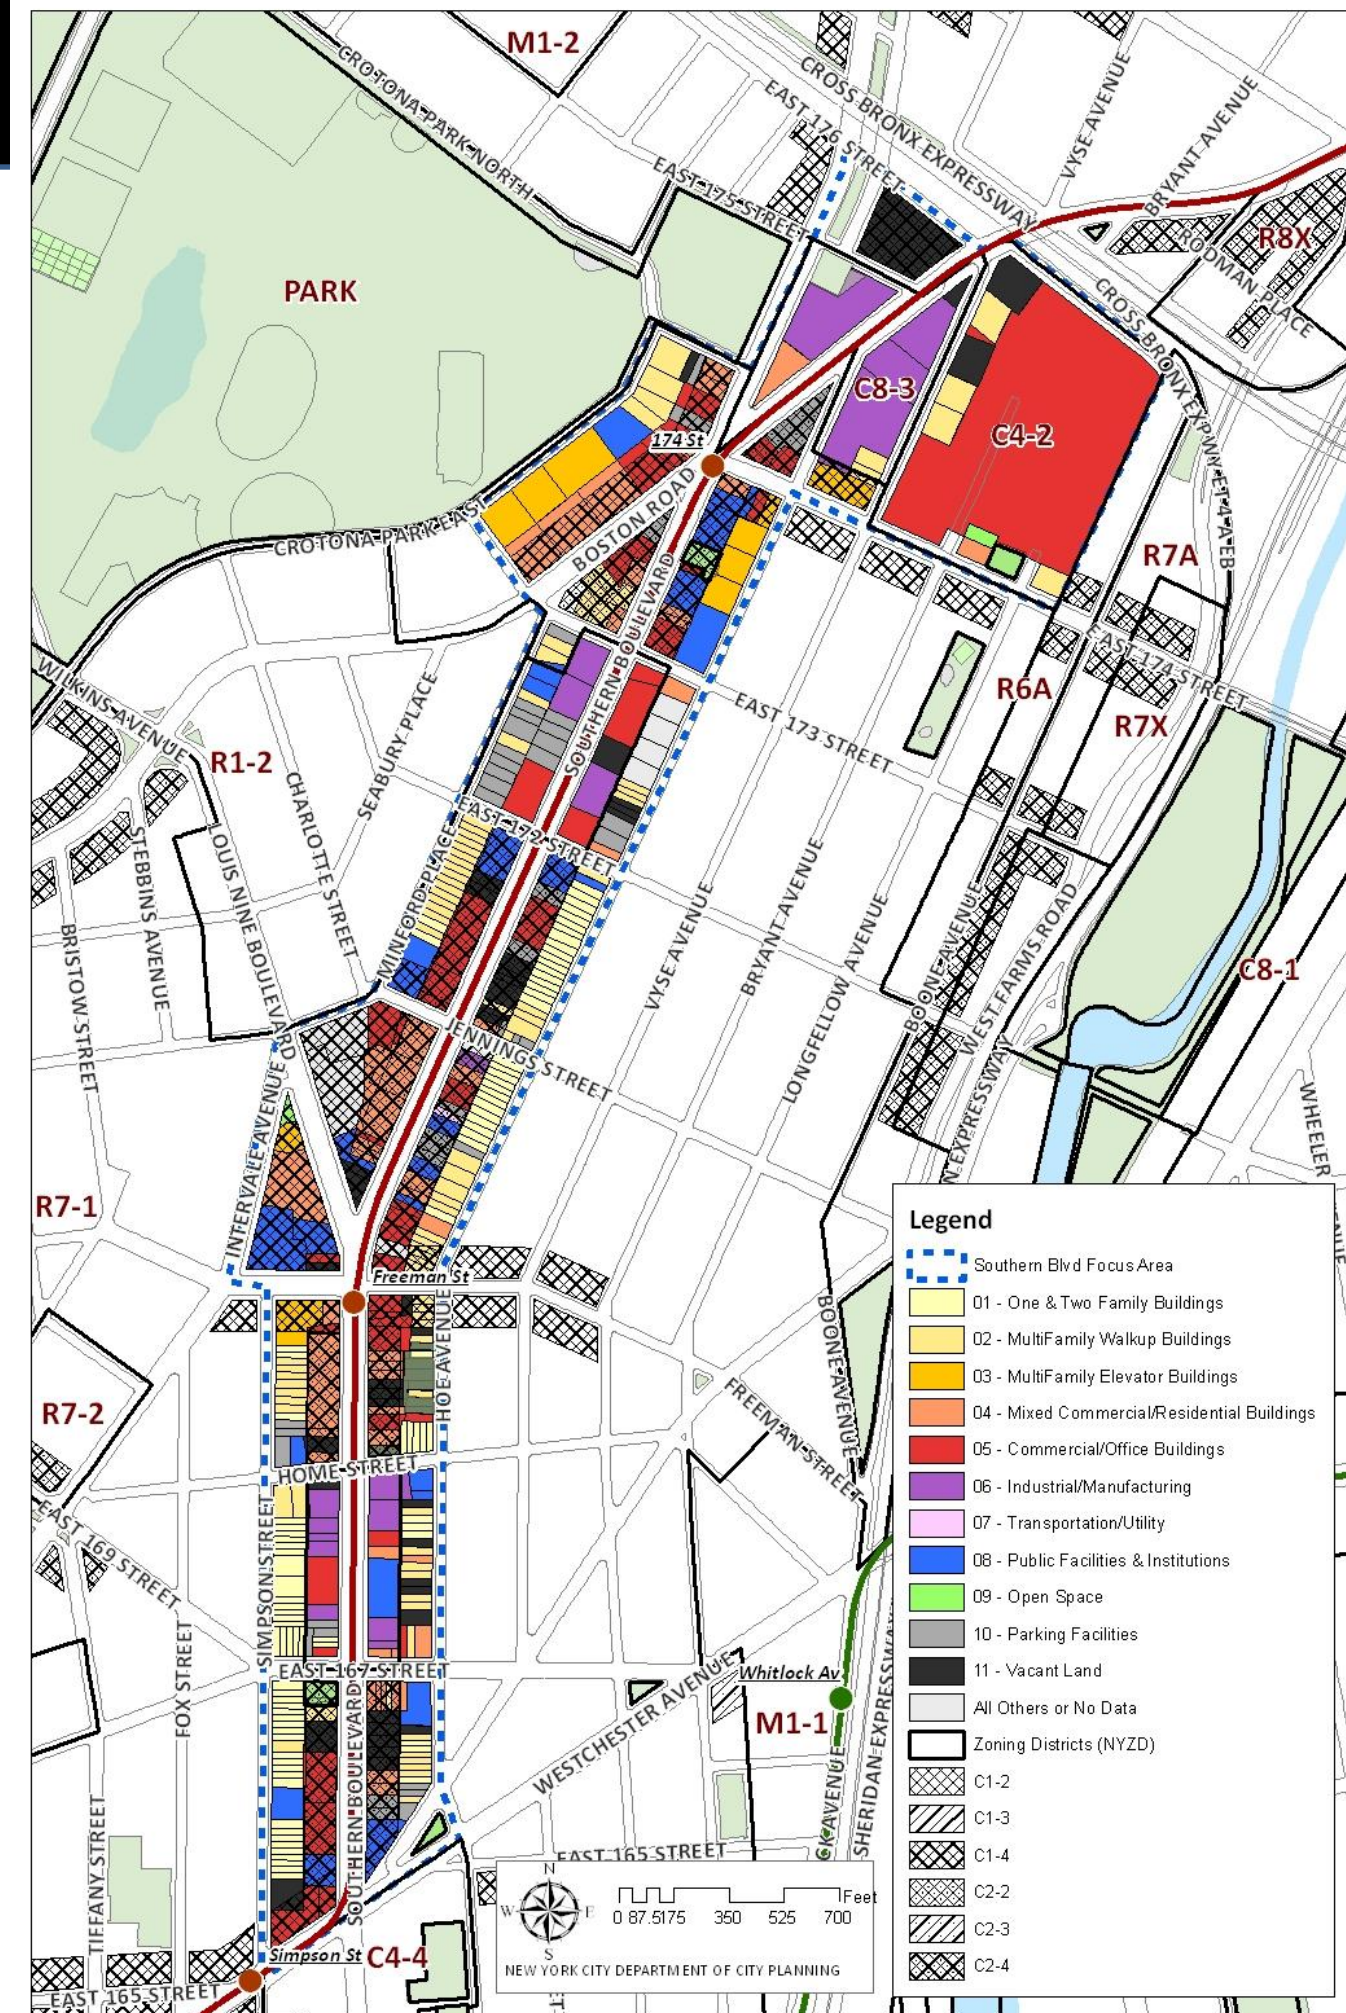 M1-2
CROTONA PARK NORTH
CROSS BRONX EXPRESSWAY
EAST 176 STREET
VYSE AVENUE
BRYANT AVENUE
EAST 175 STREET
RODMAN PLACE
R8X
PARK
CROSS BRONX EXPWY ET 4-A EB
C8-3
C4-2
174 St
BOSTON ROAD
CROTONA PARK EAST
SOUTHERN BOULEVARD
R7A
EAST 174 STREET
WILKINS AVENUE
R6A
R7X
EAST 173 STREET
R1-2
SEABURY PLACE
CHARLOTTE STREET
SOUTHERN BOULEVARD
EAST 172 STREET
STEBBINS AVENUE
LOUIS NINE BOULEVARD
MINFORD PLACE
VYSE AVENUE
BRYANT AVENUE
LONGFELLOW AVENUE
BOONE AVENUE
WEST FARMS ROAD
C8-1
BRISTOW STREET
JENNINGS STREET
INTERVALE AVENUE
WHEELER
N EXPRESSWAY
R7-1
Freeman St
HOE AVENUE
BOONE AVENUE
FREEMAN STREET
R7-2
HOME STREET
EAST 169 STREET
SIMPSON STREET
FOX STREET
EAST 167 STREET
WESTCHESTER AVENUE
Whitlock Av
M1-1
SHERIDAN EXPRESSWAY
CK AVENUE
SOUTHERN BOULEVARD
TIFFANY STREET
EAST 165 STREET
Simpson St
C4-4
EAST 165 STREET
N
W E
S
Feet
0 87.5175 350 525 700
NEW YORK CITY DEPARTMENT OF CITY PLANNING
Legend
Southern Blvd Focus Area
01 - One & Two Family Buildings
02 - MultiFamily Walkup Buildings
03 - MultiFamily Elevator Buildings
04 - Mixed Commercial/Residential Buildings
05 - Commercial/Office Buildings
06 - Industrial/Manufacturing
07 - Transportation/Utility
08 - Public Facilities & Institutions
09 - Open Space
10 - Parking Facilities
11 - Vacant Land
All Others or No Data
Zoning Districts (NYZD)
C1-2
C1-3
C1-4
C2-2
C2-3
C2-4